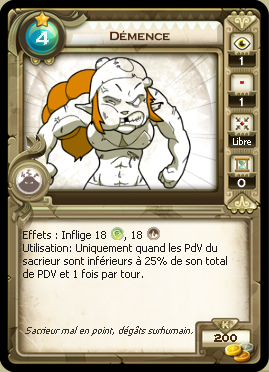 4
DÉMENCE
1
1
Libre
0
Effets : Inflige 18 , 18
Utilisation: Uniquement quand les PdV du
sacrieur sont inférieurs à 25% de son total
de PDV et 1 fois par tour.
Sacrieur mal en point, dégâts surhumain.
K
200